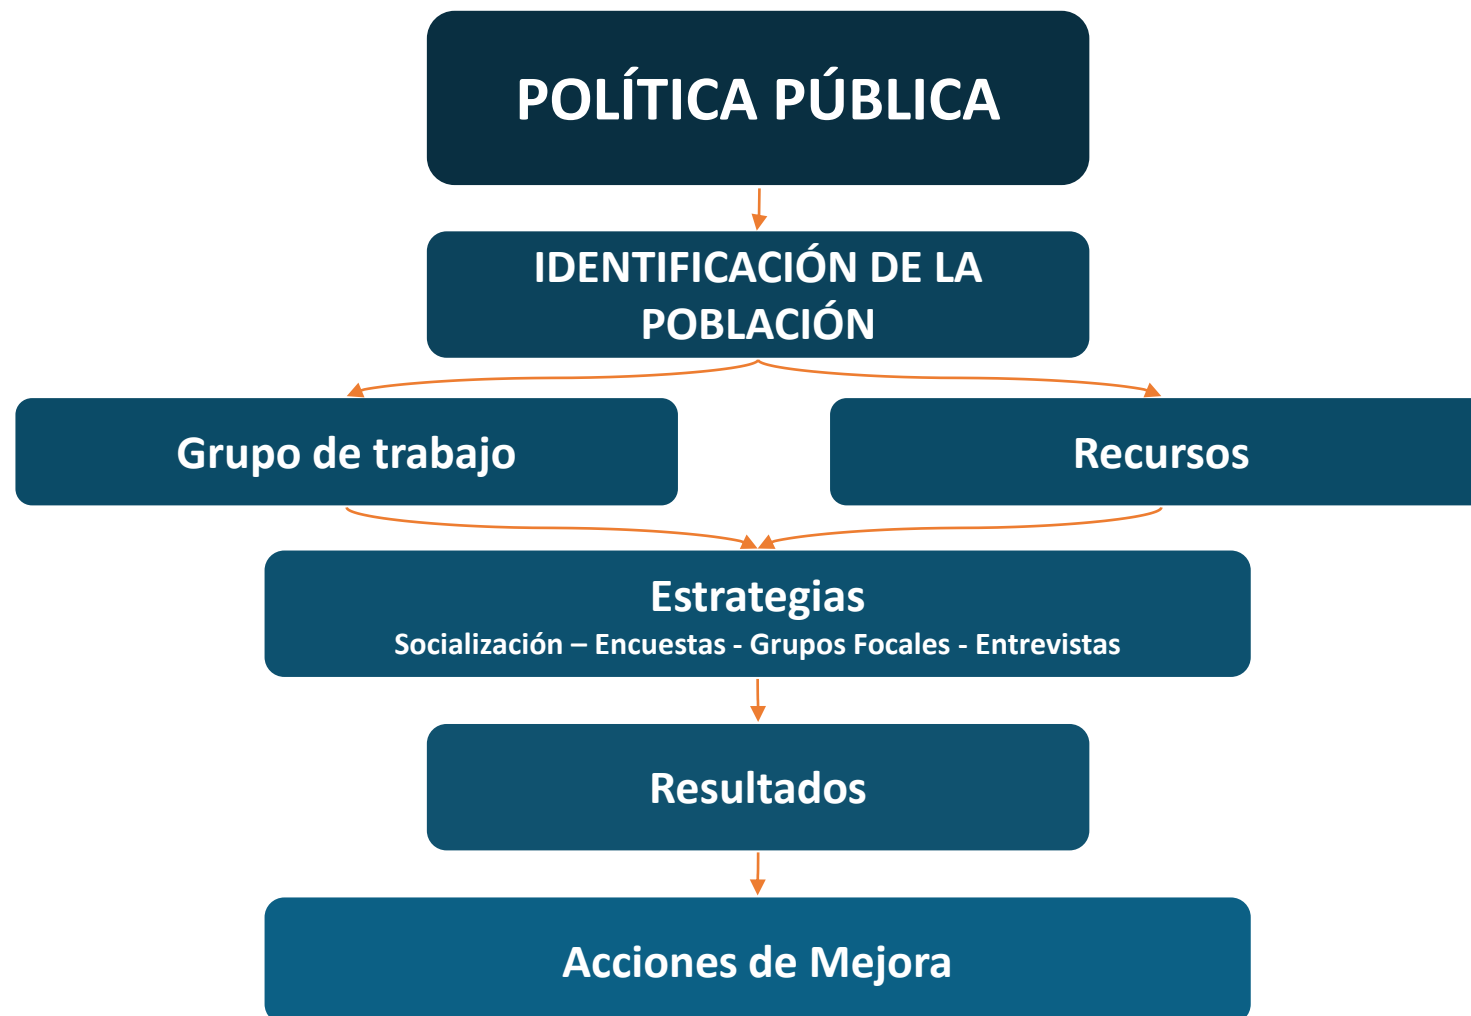 POLÍTICA PÚBLICA
IDENTIFICACIÓN DE LA
POBLACIÓN
Grupo de trabajo
Recursos
Estrategias
Socialización – Encuestas - Grupos Focales - Entrevistas
Resultados
Acciones de Mejora